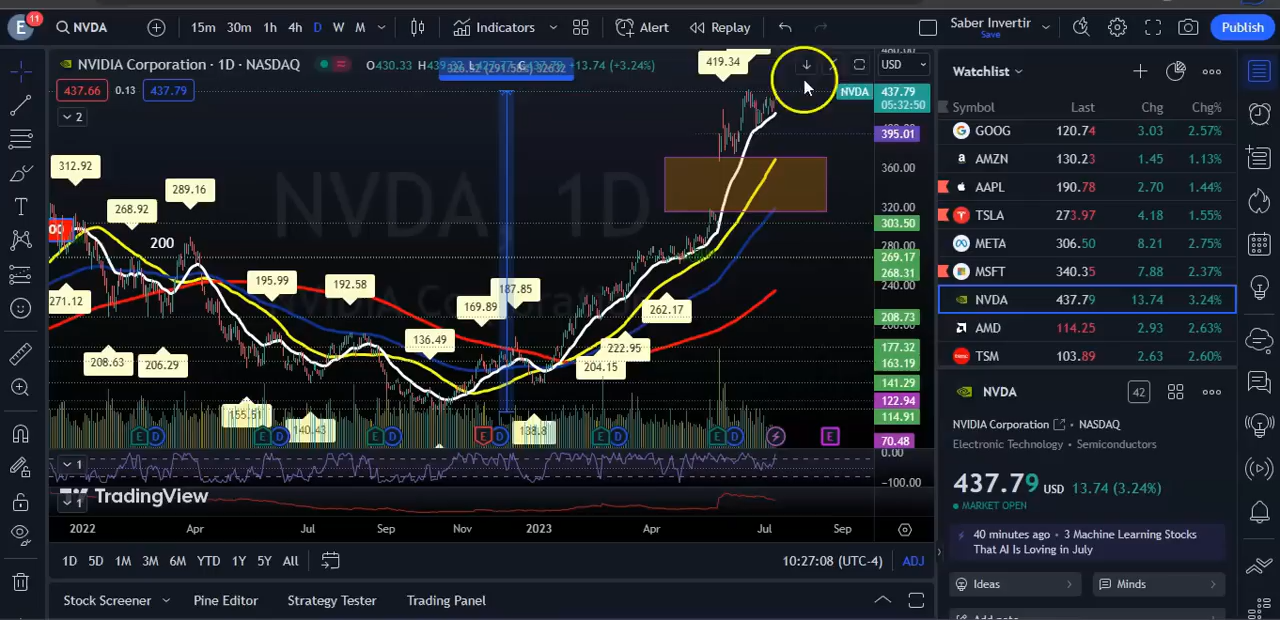 E
11
NVDA
15m 30m 1h 4h D W M
Indicators
Alert
Replay
Saber Invertir
Save
Publish
NVIDIA Corporation · 1D · NASDAQ
+13.74 (+3.24%)
437.66 0.13 437.79
2
NVDA, 1D
NVIDIA Corporation
419.34
312.92
268.92
289.16
200
271.12
208.63
206.29
195.99
192.58
155.51
140.43
136.49
169.89
187.85
138.8
204.15
222.95
262.17
USD
NVDA 437.79
05:32:50
395.01
360.00
320.00
303.50
280.00
269.17
268.31
240.00
208.73
177.32
163.19
141.29
122.94
114.91
70.48
0.00
−100.00
1
1
TradingView
2022 Apr Jul Sep Nov 2023 Apr Jul Sep
1D 5D 1M 3M 6M YTD 1Y 5Y All
10:27:08 (UTC-4) ADJ
Stock Screener Pine Editor Strategy Tester Trading Panel
Watchlist
Symbol Last Chg Chg%
GOOG 120.74 3.03 2.57%
AMZN 130.23 1.45 1.13%
AAPL 190.78 2.70 1.44%
TSLA 273.97 4.18 1.55%
META 306.50 8.21 2.75%
MSFT 340.35 7.88 2.37%
NVDA 437.79 13.74 3.24%
AMD 114.25 2.93 2.63%
TSM 103.89 2.63 2.60%
NVDA
42
NVIDIA Corporation · NASDAQ
Electronic Technology · Semiconductors
437.79 USD 13.74 (3.24%)
MARKET OPEN
40 minutes ago · 3 Machine Learning Stocks
That AI Is Loving in July
Ideas
Minds